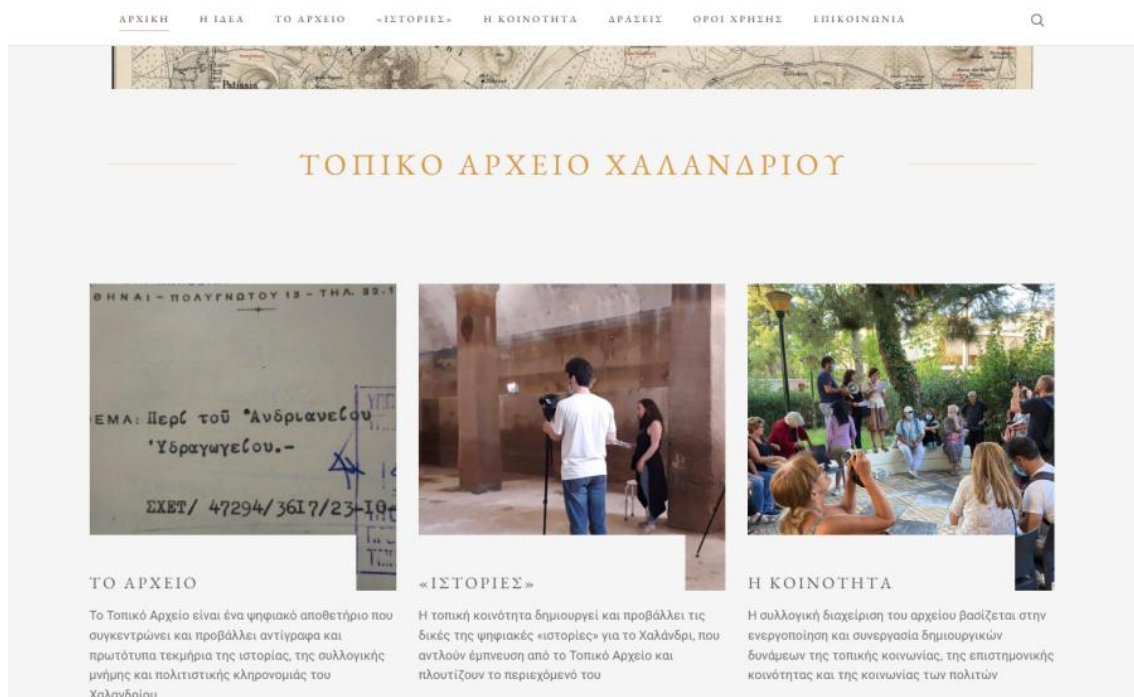 ΑΡΧΙΚΗ Η ΙΔΕΑ ΤΟ ΑΡΧΕΙΟ «ΙΣΤΟΡΙΕΣ» Η ΚΟΙΝΟΤΗΤΑ ΔΡΑΣΕΙΣ ΟΡΟΙ ΧΡΗΣΗΣ ΕΠΙΚΟΙΝΩΝΙΑ
Patissia
ΤΟΠΙΚΟ ΑΡΧΕΙΟ ΧΑΛΑΝΔΡΙΟΥ
ΘΗΝΑΙ - ΠΟΛΥΓΝΩΤΟΥ 13 - ΤΗΛ. 32.1
ΕΜΑ: Περί τοῦ Ἀνδριανείου
Ὑδραγωγείου.-
ΣΧΕΤ/ 47294/3617/23-10-
ΤΟ ΑΡΧΕΙΟ
Το Τοπικό Αρχείο είναι ένα ψηφιακό αποθετήριο που
συγκεντρώνει και προβάλλει αντίγραφα και
πρωτότυπα τεκμήρια της ιστορίας, της συλλογικής
μνήμης και πολιτιστικής κληρονομιάς του
Χαλανδρίου
«ΙΣΤΟΡΙΕΣ»
Η τοπική κοινότητα δημιουργεί και προβάλλει τις
δικές της ψηφιακές «ιστορίες» για το Χαλάνδρι, που
αντλούν έμπνευση από το Τοπικό Αρχείο και
πλουτίζουν το περιεχόμενό του
Η ΚΟΙΝΟΤΗΤΑ
Η συλλογική διαχείριση του αρχείου βασίζεται στην
ενεργοποίηση και συνεργασία δημιουργικών
δυνάμεων της τοπικής κοινωνίας, της επιστημονικής
κοινότητας και της κοινωνίας των πολιτών